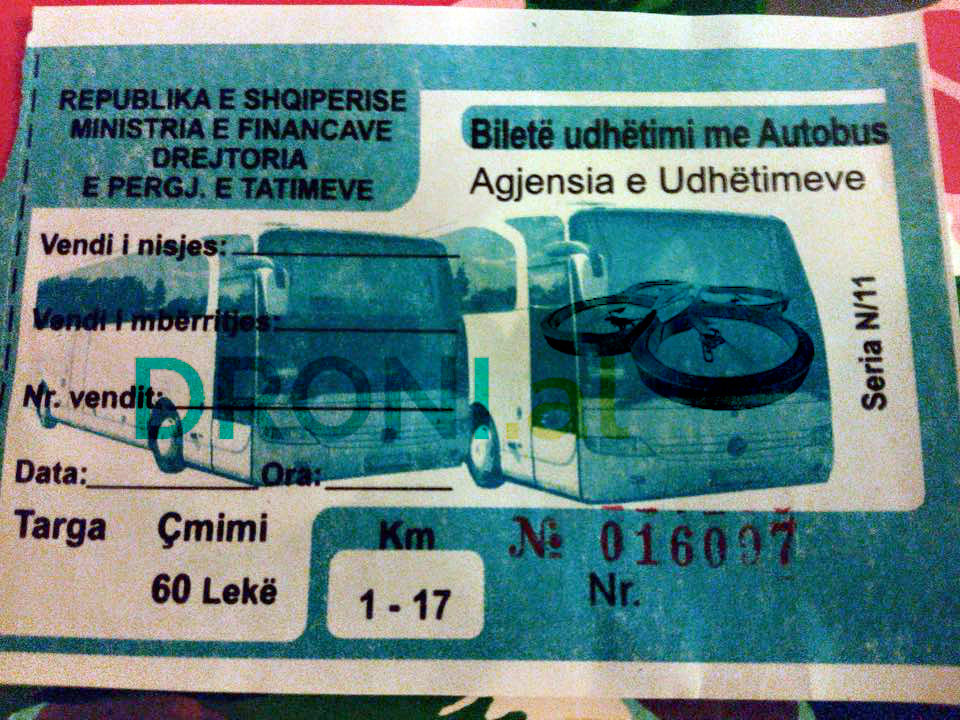 REPUBLIKA E SHQIPERISE
MINISTRIA E FINANCAVE
DREJTORIA
E PERGJ. E TATIMEVE
Biletë udhëtimi me Autobus
Agjensia e Udhëtimeve
Vendi i nisjes:
Vendi i mbërritjes:
Nr. vendit:
Data: Ora:
Seria N/11
DRONI.al
Targa Çmimi Km
60 Lekë 1 - 17
№ 016097
Nr.